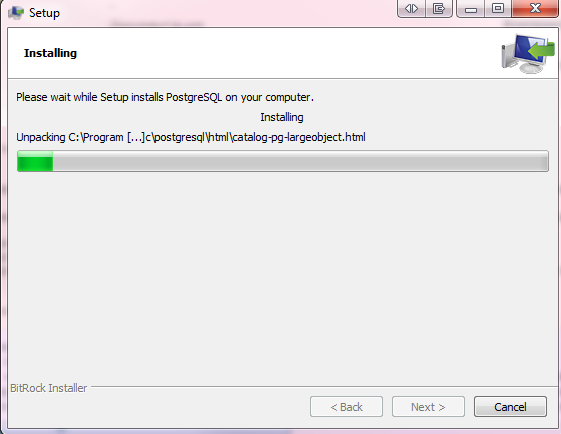 Setup
Installing
Please wait while Setup installs PostgreSQL on your computer.
Installing
Unpacking C:\Program [...]c\postgresql\html\catalog-pg-largeobject.html
BitRock Installer
< Back
Next >
Cancel